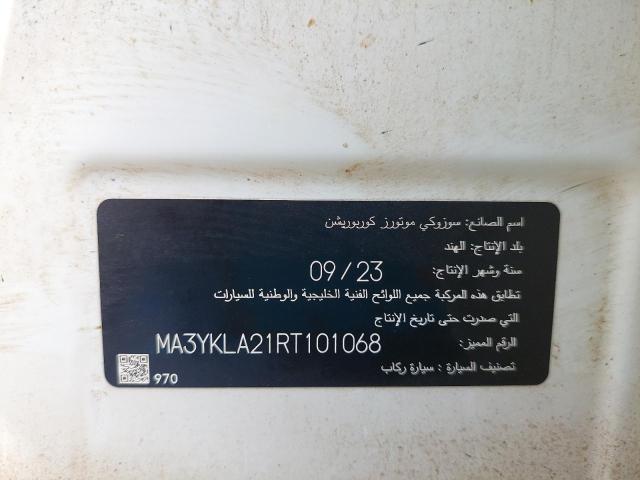 اسم الصانع: سوزوكي موتورز كوربوريشن
بلد الإنتاج: الهند
سنة وشهر الإنتاج: 09/23
تطابق هذه المركبة جميع اللوائح الفنية الخليجية والوطنية للسيارات
التي صدرت حتى تاريخ الإنتاج
الرقم المميز: MA3YKLA21RT101068
تصنيف السيارة : سيارة ركاب
970